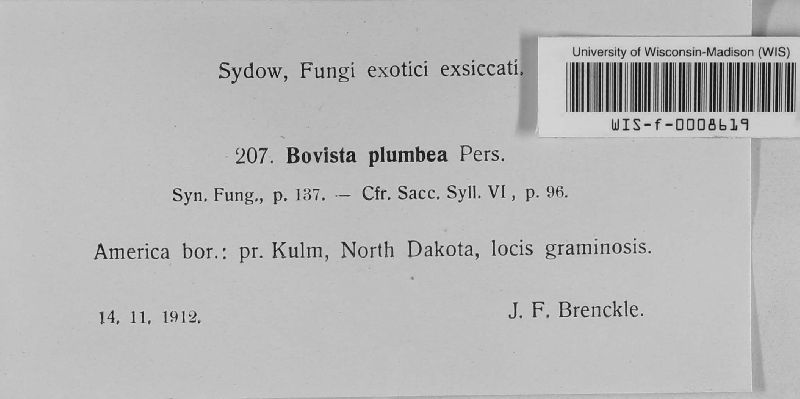 Sydow, Fungi exotici exsiccati.
University of Wisconsin-Madison (WIS)
WIS-f-0008619
207. Bovista plumbea Pers.
Syn. Fung., p. 137. — Cfr. Sacc. Syll. VI, p. 96.
America bor.: pr. Kulm, North Dakota, locis graminosis.
14. 11. 1912.
J. F. Brenckle.